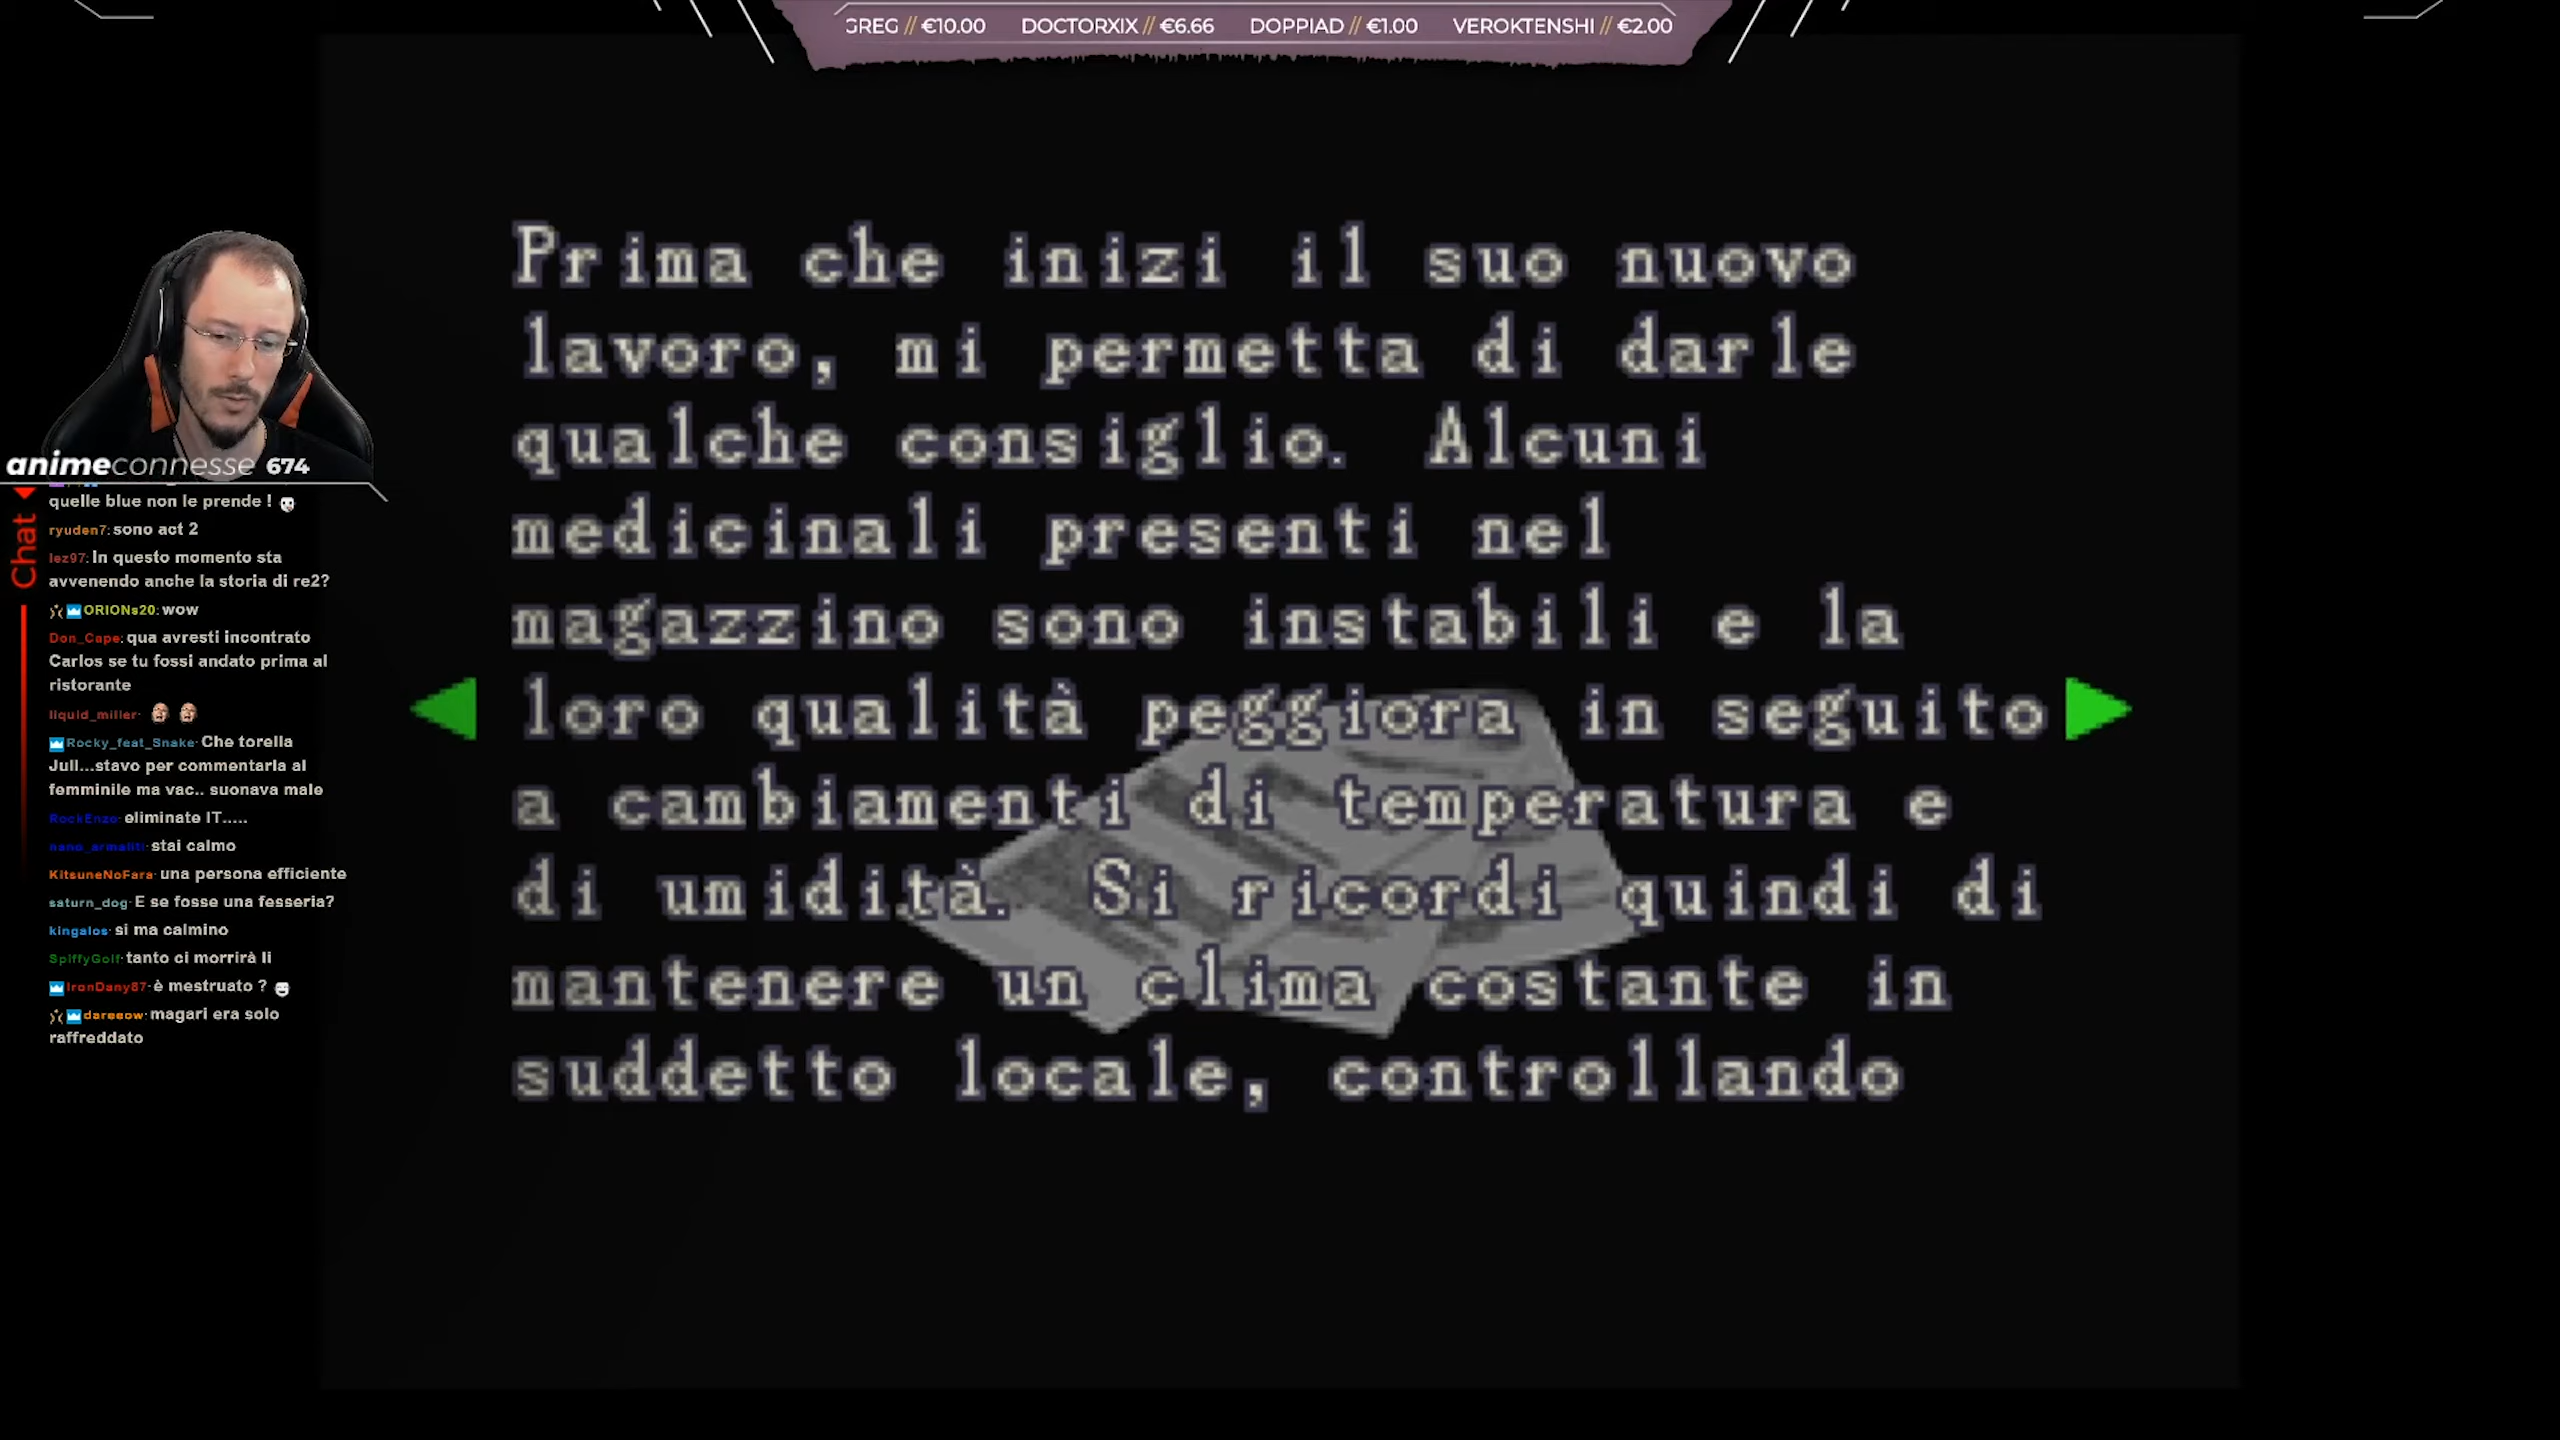 GREG // €10.00 DOCTORXIX // €6.66 DOPPIAD // €1.00 VEROKTENSHI // €2.00
Prima che inizi il suo nuovo
lavoro, mi permetta di darle
qualche consiglio. Alcuni
medicinali presenti nel
magazzino sono instabili e la
loro qualità peggiora in seguito
a cambiamenti di temperatura e
di umidità. Si ricordi quindi di
mantenere un clima costante in
suddetto locale, controllando
animeconnesse 674
Chat
quelle blue non le prende !
ryuden7: sono act 2
lez97: In questo momento sta
avvenendo anche la storia di re2?
ORIONs20: wow
Don_Cape: qua avresti incontrato
Carlos se tu fossi andato prima al
ristorante
liquid_miller:
Rocky_feat_Snake: Che torella
Jull...stavo per commentarla al
femminile ma vac.. suonava male
RockEnzo: eliminate IT.....
nano_armaliti: stai calmo
KitsuneNoFara: una persona efficiente
saturn_dog: E se fosse una fesseria?
kingalos: si ma calmino
SpiffyGolf: tanto ci morrirà li
IronDany87: è mestruato ?
dareeow: magari era solo
raffreddato